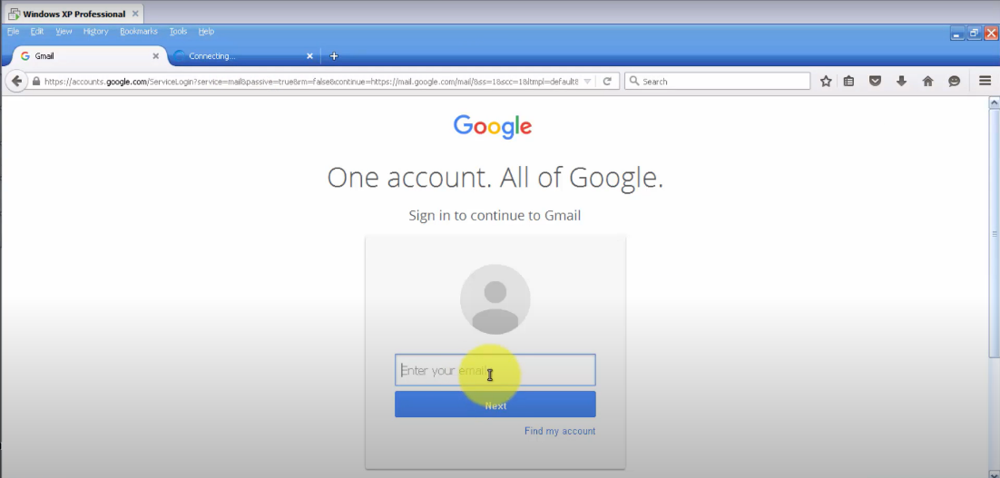 Windows XP Professional
File Edit View History Bookmarks Tools Help
Gmail Connecting...
https://accounts.google.com/ServiceLogin?service=mail&passive=true&rm=false&continue=https://mail.google.com/mail/&ss=1&scc=1&ltmpl=default& Search
Google
One account. All of Google.
Sign in to continue to Gmail
Enter your email
Next
Find my account